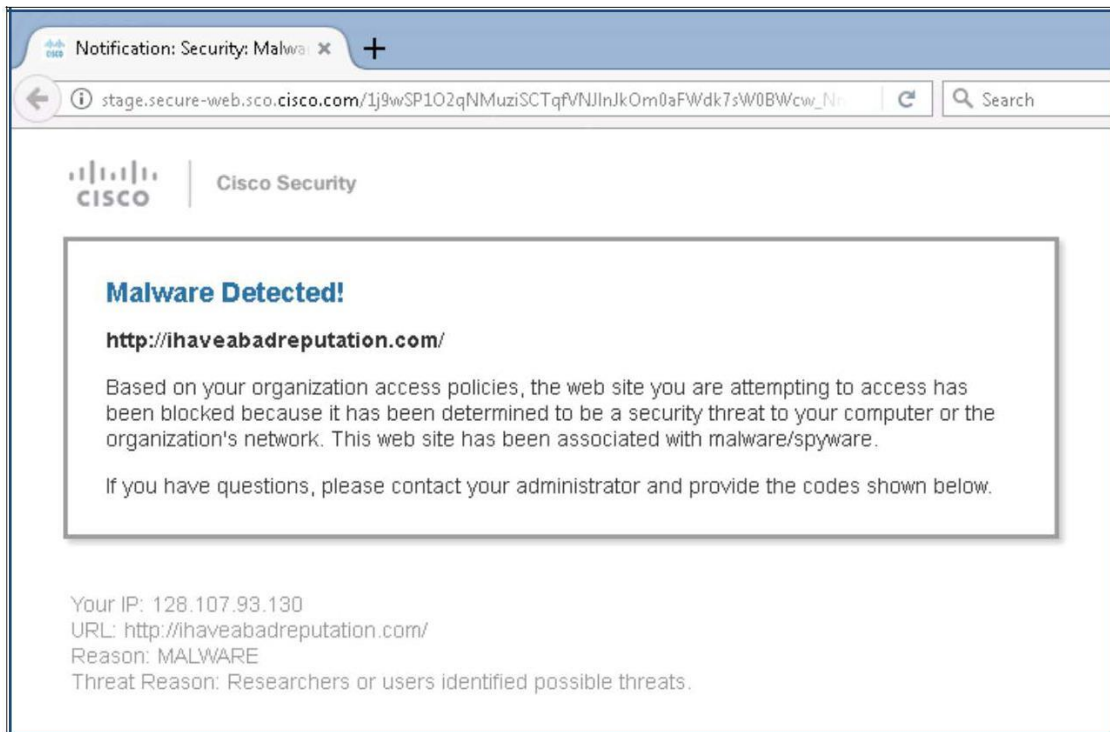 Notification: Security: Malwa
stage.secure-web.sco.cisco.com/1j9wSP1O2qNMuziSCTqfVNJInJkOm0aFWdk7sW0BWcw_N
Search
CISCO
Cisco Security
Malware Detected!
http://ihaveabadreputation.com/
Based on your organization access policies, the web site you are attempting to access has
been blocked because it has been determined to be a security threat to your computer or the
organization's network. This web site has been associated with malware/spyware.
If you have questions, please contact your administrator and provide the codes shown below.
Your IP: 128.107.93.130
URL: http://ihaveabadreputation.com/
Reason: MALWARE
Threat Reason: Researchers or users identified possible threats.